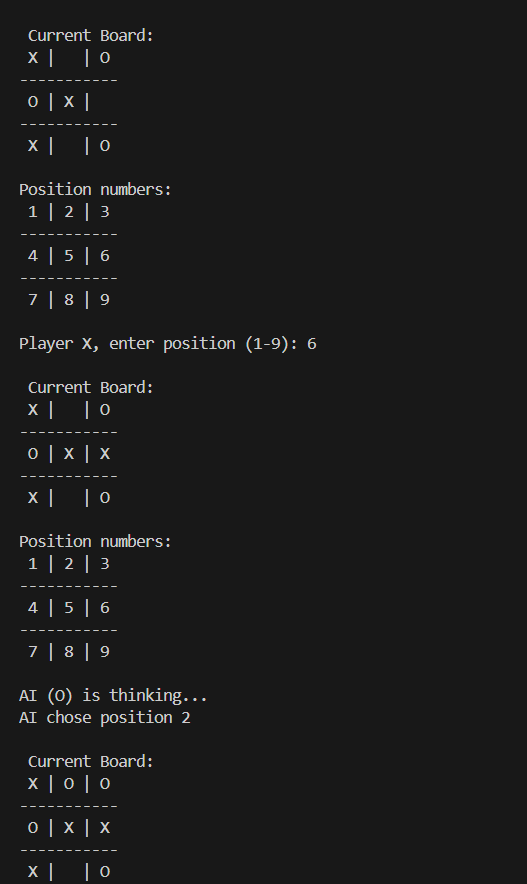 Current Board:
X |   | O
-----------
O | X |
-----------
X |   | O
Position numbers:
1 | 2 | 3
-----------
4 | 5 | 6
-----------
7 | 8 | 9
Player X, enter position (1-9): 6
Current Board:
X |   | O
-----------
O | X | X
-----------
X |   | O
Position numbers:
1 | 2 | 3
-----------
4 | 5 | 6
-----------
7 | 8 | 9
AI (O) is thinking...
AI chose position 2
Current Board:
X | O | O
-----------
O | X | X
-----------
X |   | O